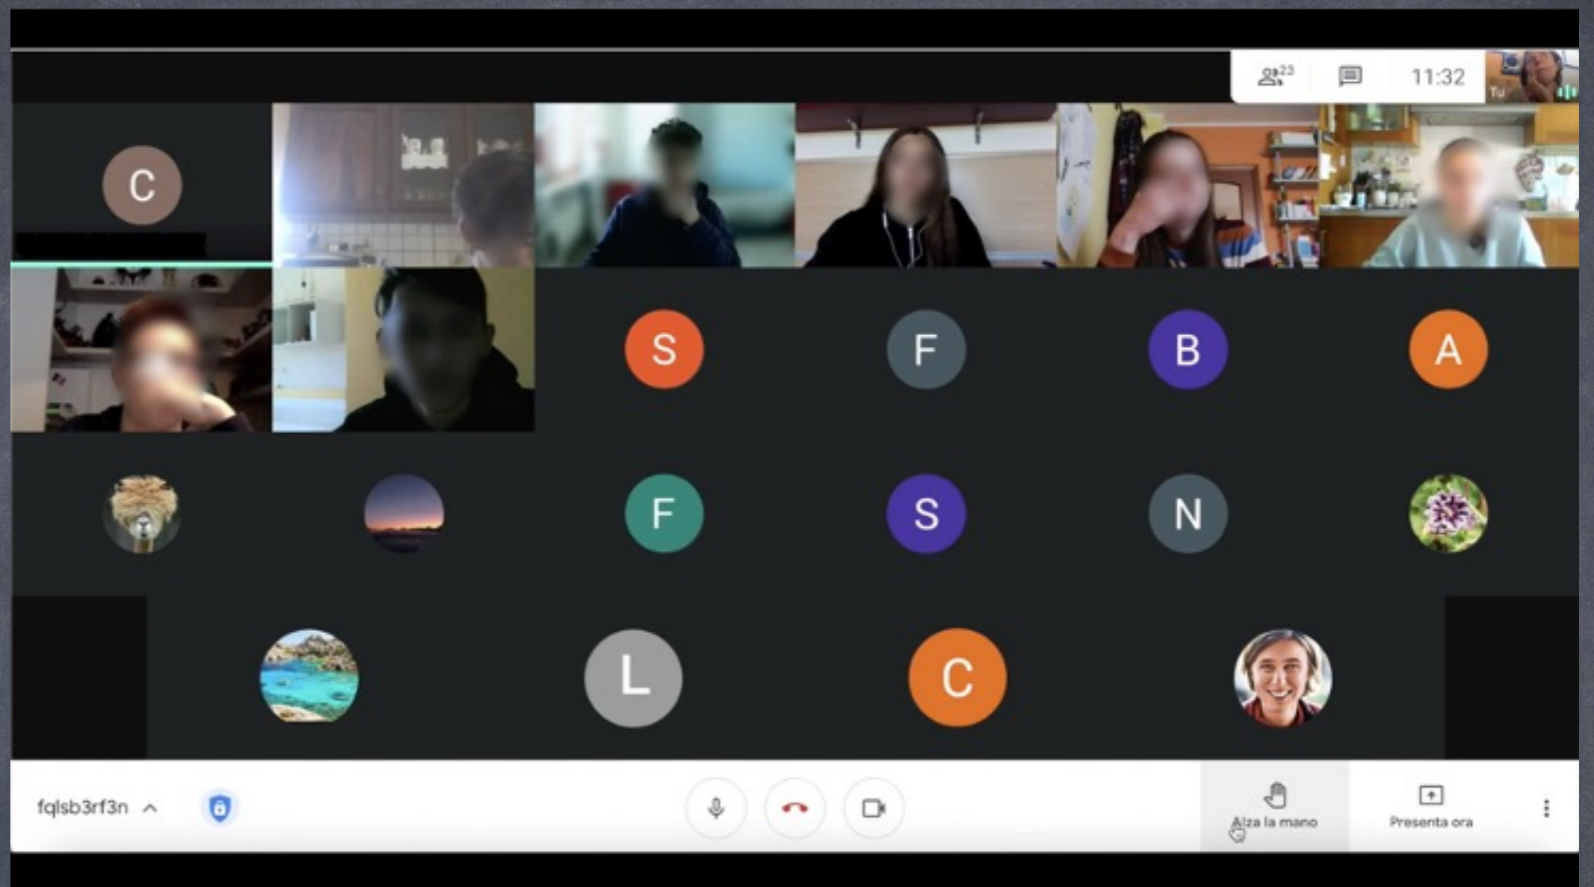 23
11:32
Tu
C
S
F
B
A
F
S
N
L
C
fqlsb3rf3n
Alza la mano
Presenta ora